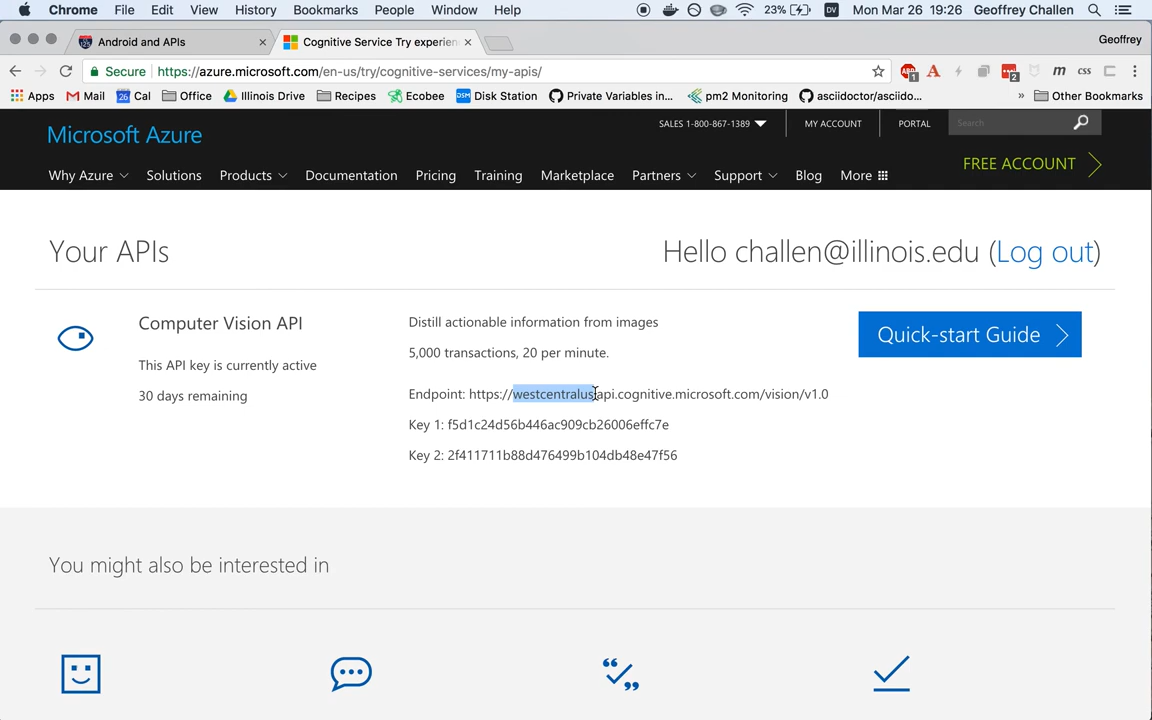 Chrome File Edit View History Bookmarks People Window Help 23% DV Mon Mar 26 19:26 Geoffrey Challen
Android and APIs × Cognitive Service Try experien × Geoffrey
Secure https://azure.microsoft.com/en-us/try/cognitive-services/my-apis/ ABP 1 A 2 m CSS C
Apps Mail 26 Cal Office Illinois Drive Recipes Ecobee DSM Disk Station Private Variables in... pm2 Monitoring asciidoctor/asciido... » Other Bookmarks
Microsoft Azure SALES 1-800-867-1389 MY ACCOUNT PORTAL Search
FREE ACCOUNT
Why Azure Solutions Products Documentation Pricing Training Marketplace Partners Support Blog More
Your APIs Hello challen@illinois.edu (Log out)
Computer Vision API
This API key is currently active
30 days remaining
Distill actionable information from images
5,000 transactions, 20 per minute.
Endpoint: https://westcentralus.api.cognitive.microsoft.com/vision/v1.0
Key 1: f5d1c24d56b446ac909cb26006effc7e
Key 2: 2f411711b88d476499b104db48e47f56
Quick-start Guide
You might also be interested in